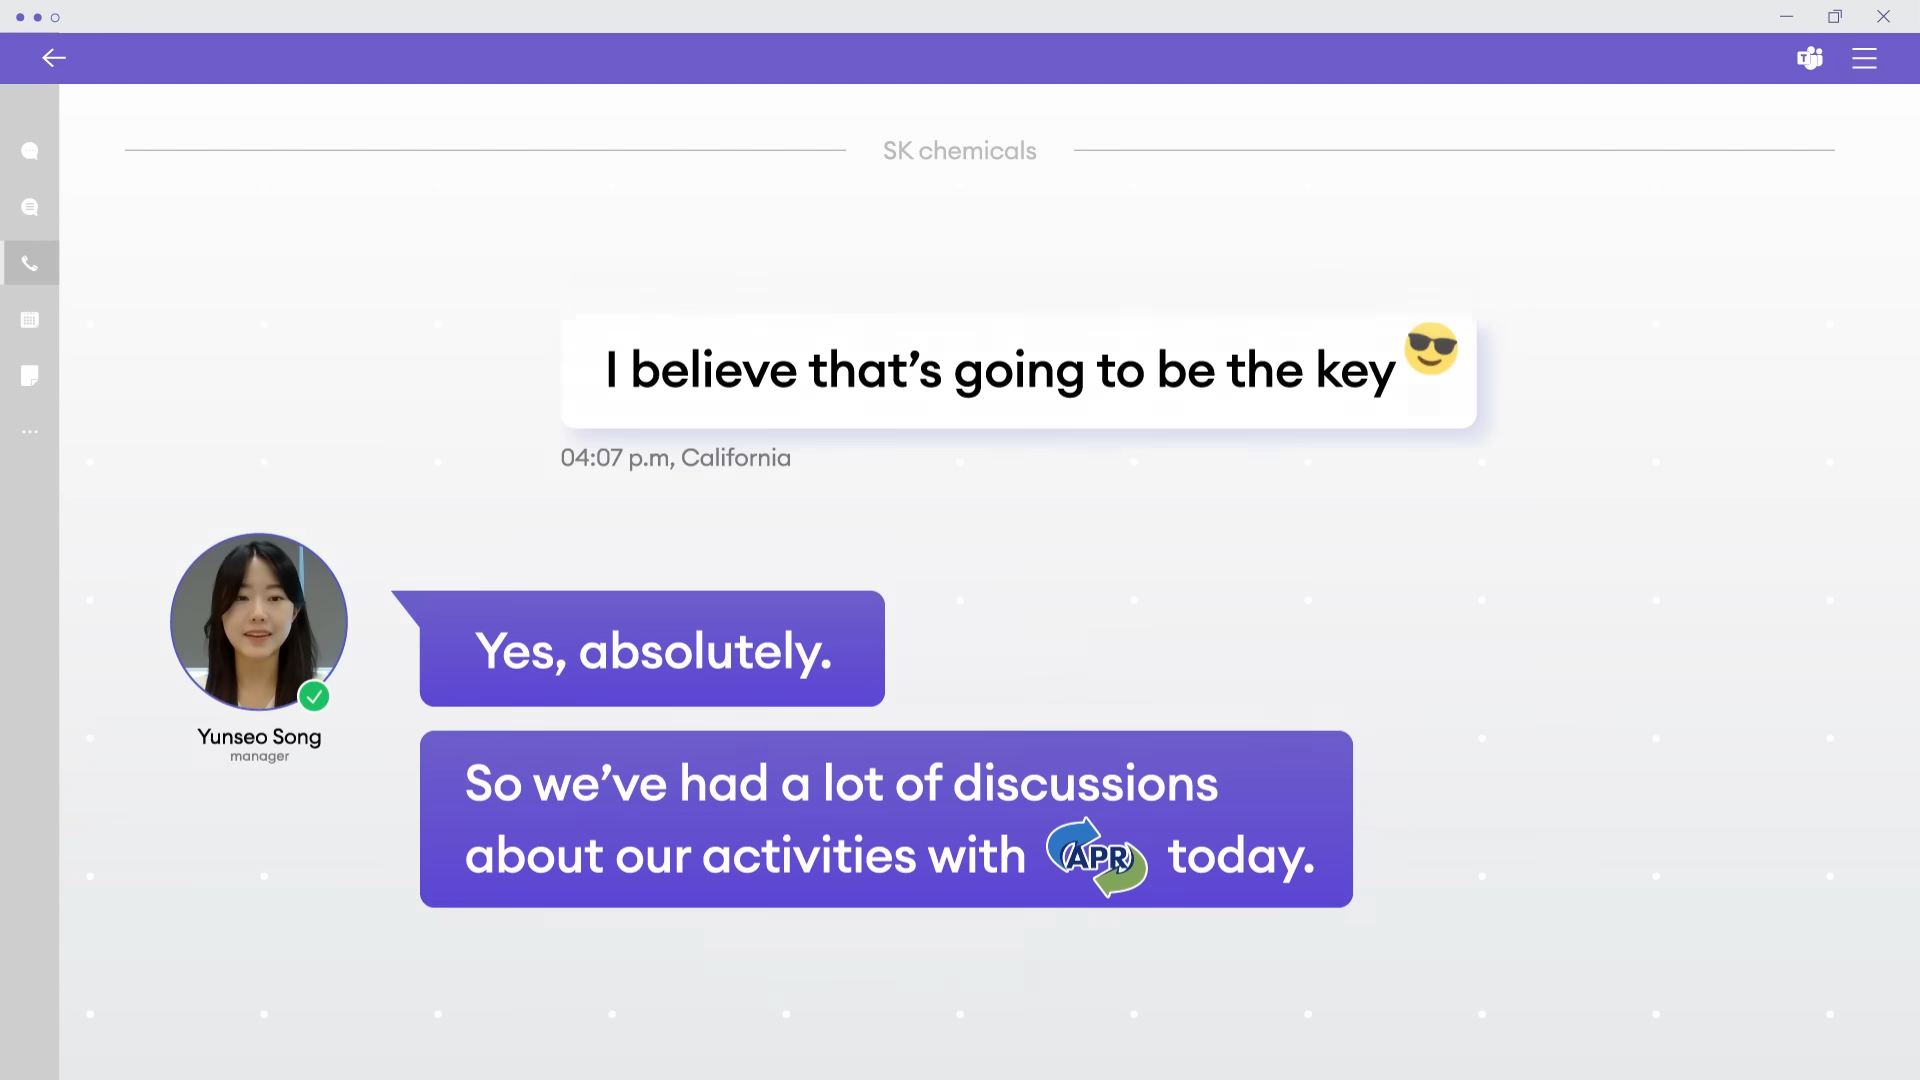 SK chemicals
I believe that’s going to be the key
04:07 p.m, California
Yes, absolutely.
Yunseo Song
manager
So we’ve had a lot of discussions
about our activities with APR today.